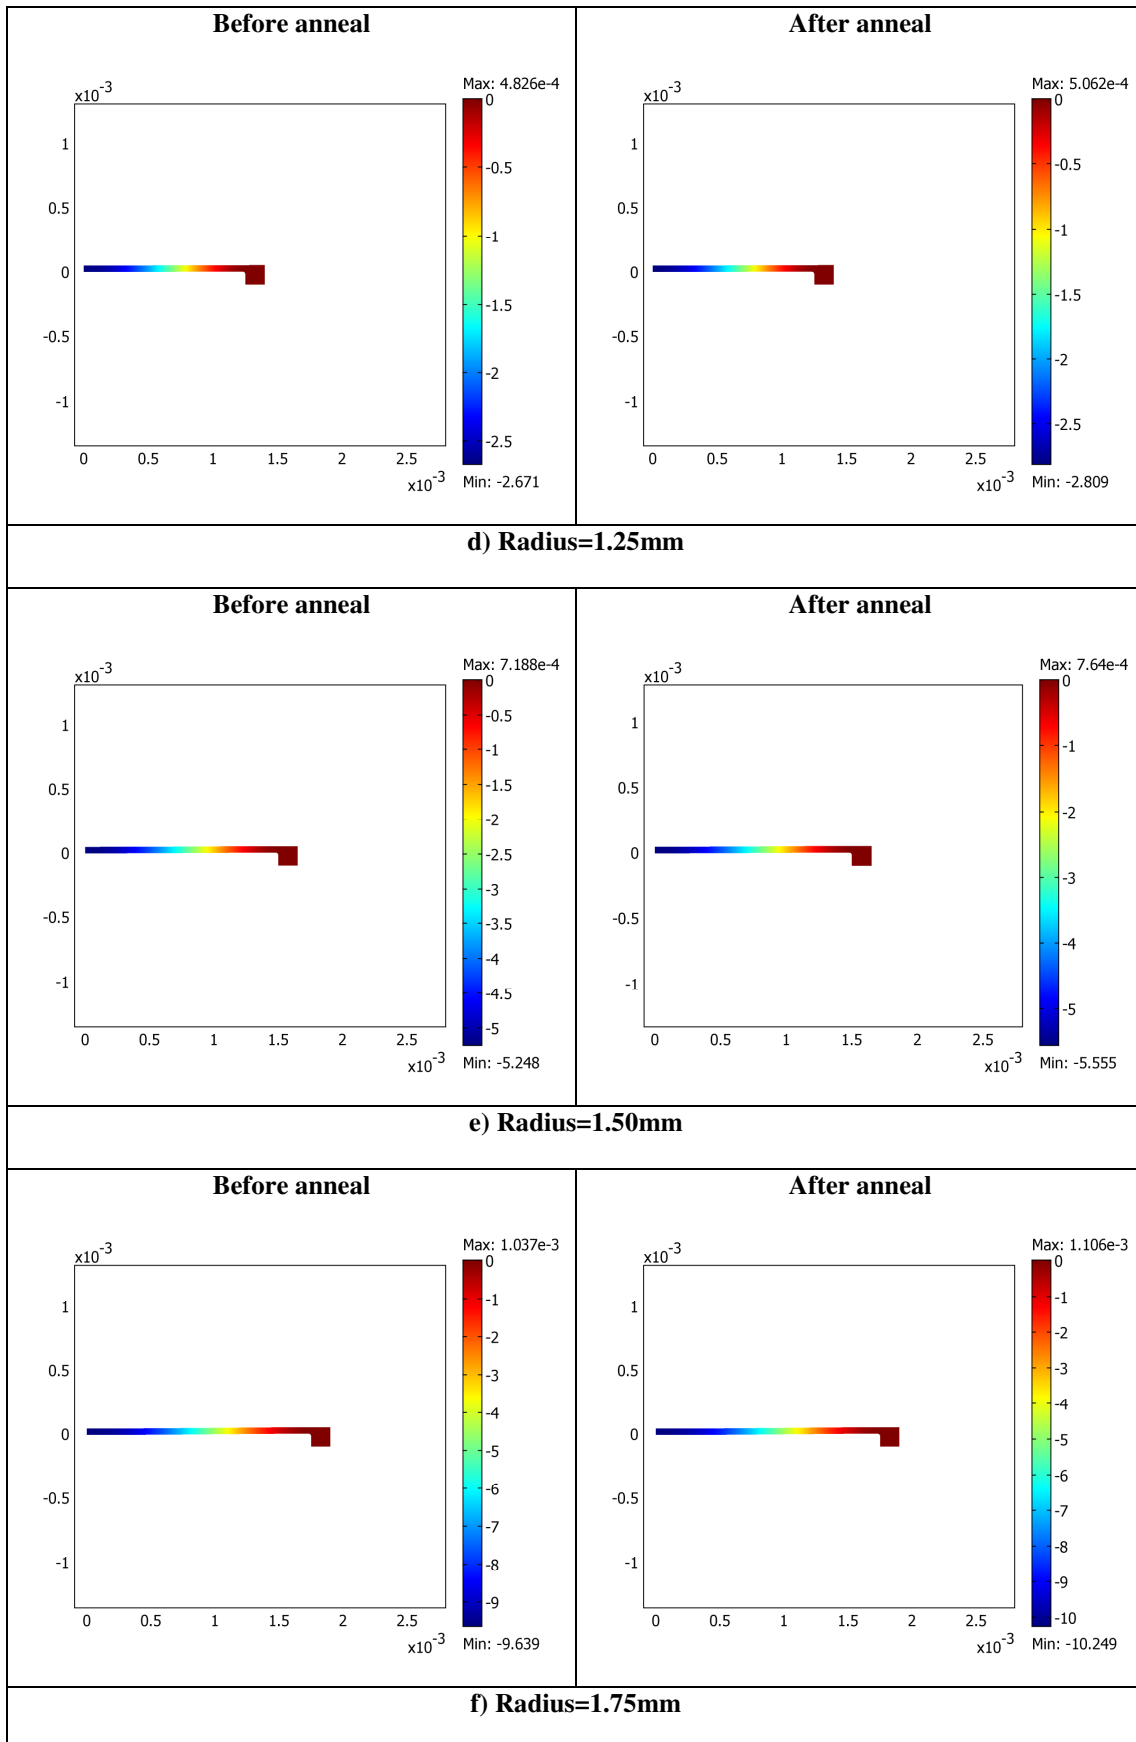 Before anneal
After anneal
x10-3
Max: 4.826e-4
0
-0.5
-1
-1.5
-2
-2.5
Min: -2.671
1
0.5
0
-0.5
-1
0 0.5 1 1.5 2 2.5
x10-3
x10-3
Max: 5.062e-4
0
-0.5
-1
-1.5
-2
-2.5
Min: -2.809
1
0.5
0
-0.5
-1
0 0.5 1 1.5 2 2.5
x10-3
d) Radius=1.25mm
Before anneal
After anneal
x10-3
Max: 7.188e-4
0
-0.5
-1
-1.5
-2
-2.5
-3
-3.5
-4
-4.5
-5
Min: -5.248
1
0.5
0
-0.5
-1
0 0.5 1 1.5 2 2.5
x10-3
x10-3
Max: 7.64e-4
0
-1
-2
-3
-4
-5
Min: -5.555
1
0.5
0
-0.5
-1
0 0.5 1 1.5 2 2.5
x10-3
e) Radius=1.50mm
Before anneal
After anneal
x10-3
Max: 1.037e-3
0
-1
-2
-3
-4
-5
-6
-7
-8
-9
Min: -9.639
1
0.5
0
-0.5
-1
0 0.5 1 1.5 2 2.5
x10-3
x10-3
Max: 1.106e-3
0
-1
-2
-3
-4
-5
-6
-7
-8
-9
-10
Min: -10.249
1
0.5
0
-0.5
-1
0 0.5 1 1.5 2 2.5
x10-3
f) Radius=1.75mm